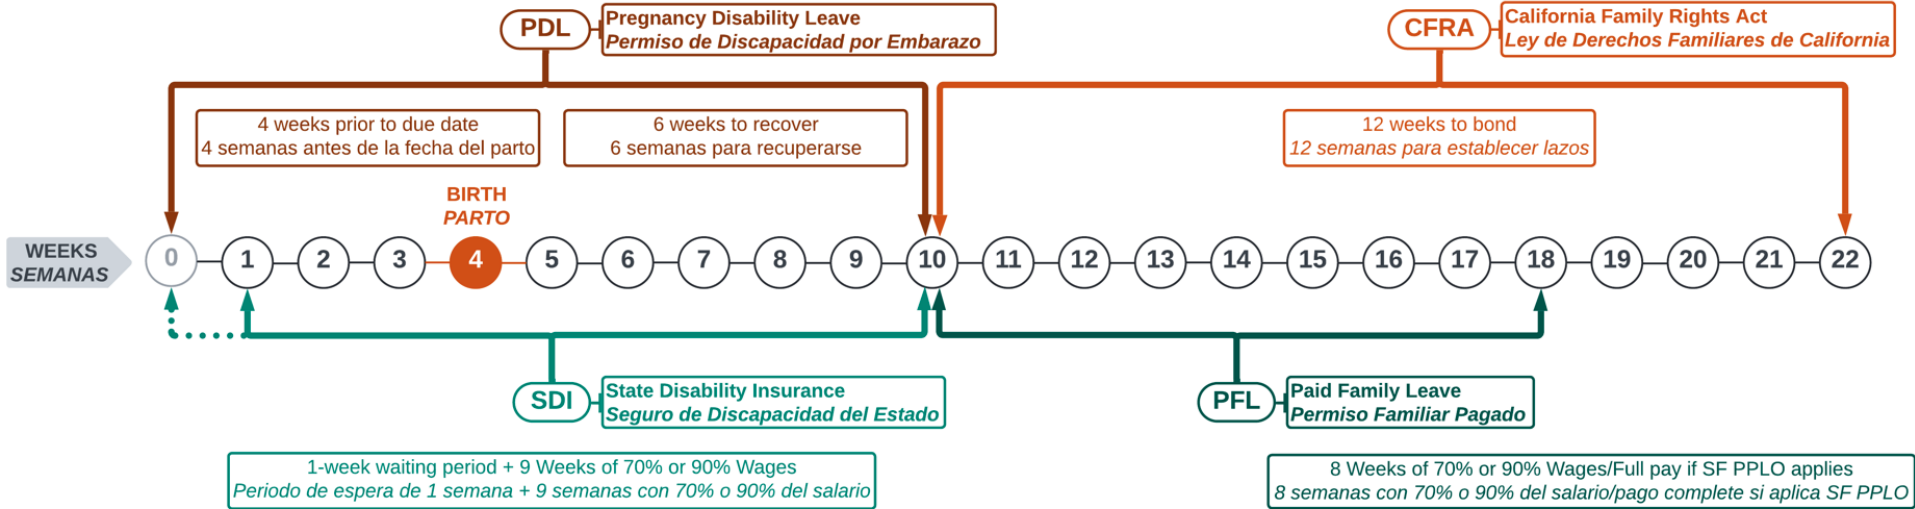 PDL
Pregnancy Disability Leave
Permiso de Discapacidad por Embarazo
CFRA
California Family Rights Act
Ley de Derechos Familiares de California
4 weeks prior to due date
4 semanas antes de la fecha del parto
6 weeks to recover
6 semanas para recuperarse
12 weeks to bond
12 semanas para establecer lazos
BIRTH
PARTO
WEEKS
SEMANAS
0 1 2 3 4 5 6 7 8 9 10 11 12 13 14 15 16 17 18 19 20 21 22
SDI
State Disability Insurance
Seguro de Discapacidad del Estado
PFL
Paid Family Leave
Permiso Familiar Pagado
1-week waiting period + 9 Weeks of 70% or 90% Wages
Periodo de espera de 1 semana + 9 semanas con 70% o 90% del salario
8 Weeks of 70% or 90% Wages/Full pay if SF PPLO applies
8 semanas con 70% o 90% del salario/pago complete si aplica SF PPLO